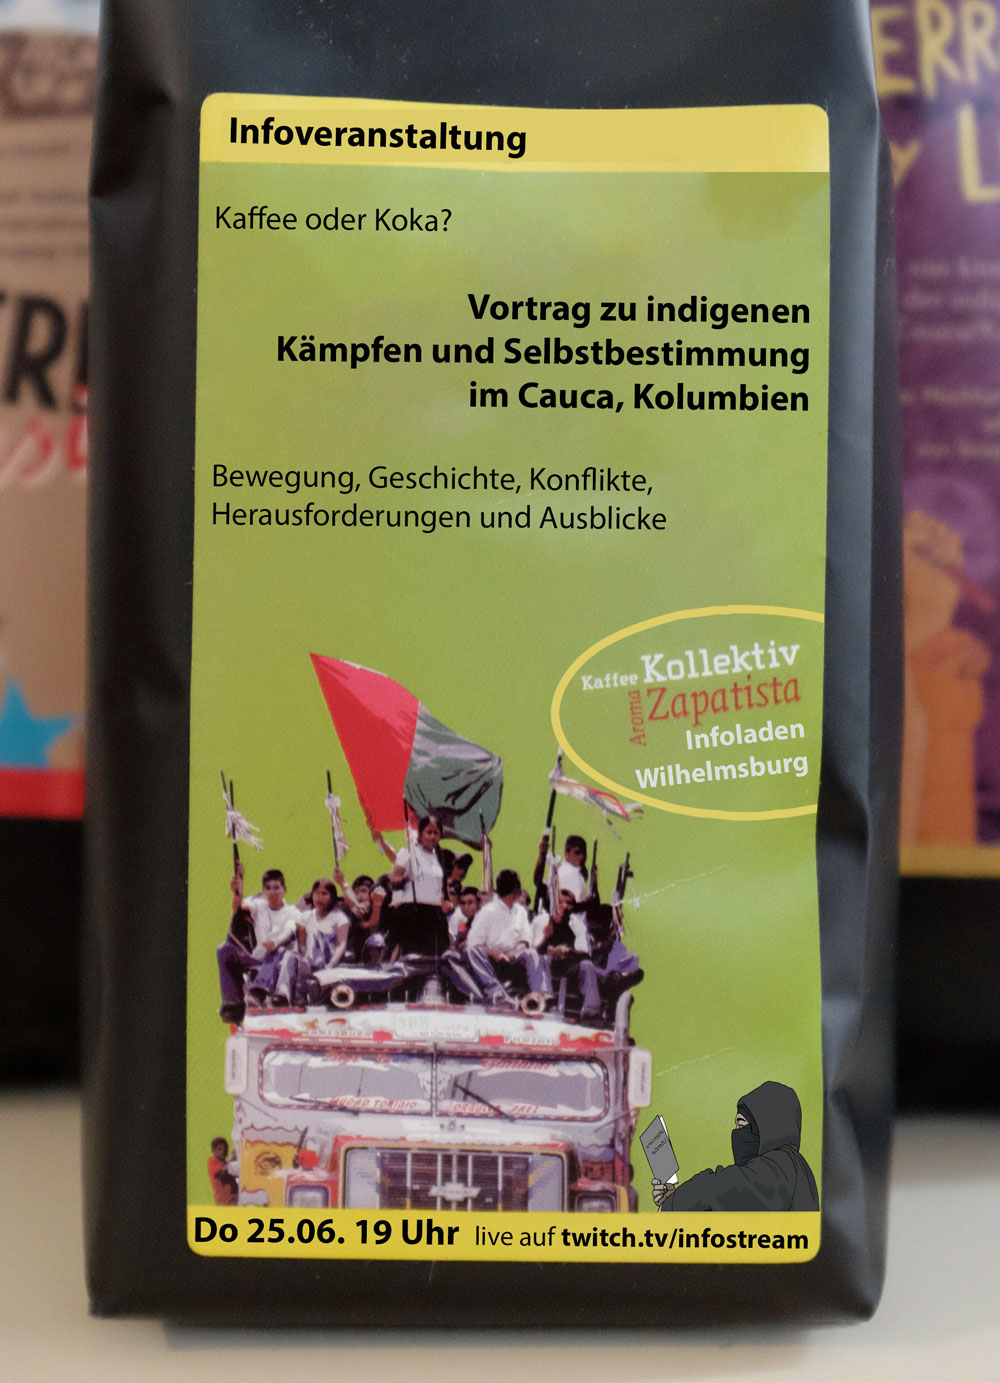 Infoveranstaltung
Kaffee oder Koka?
Vortrag zu indigenen
Kämpfen und Selbstbestimmung
im Cauca, Kolumbien
Bewegung, Geschichte, Konflikte,
Herausforderungen und Ausblicke
Kaffee Kollektiv
Aroma Zapatista
Infoladen
Wilhelmsburg
Do 25.06. 19 Uhr live auf twitch.tv/infostream